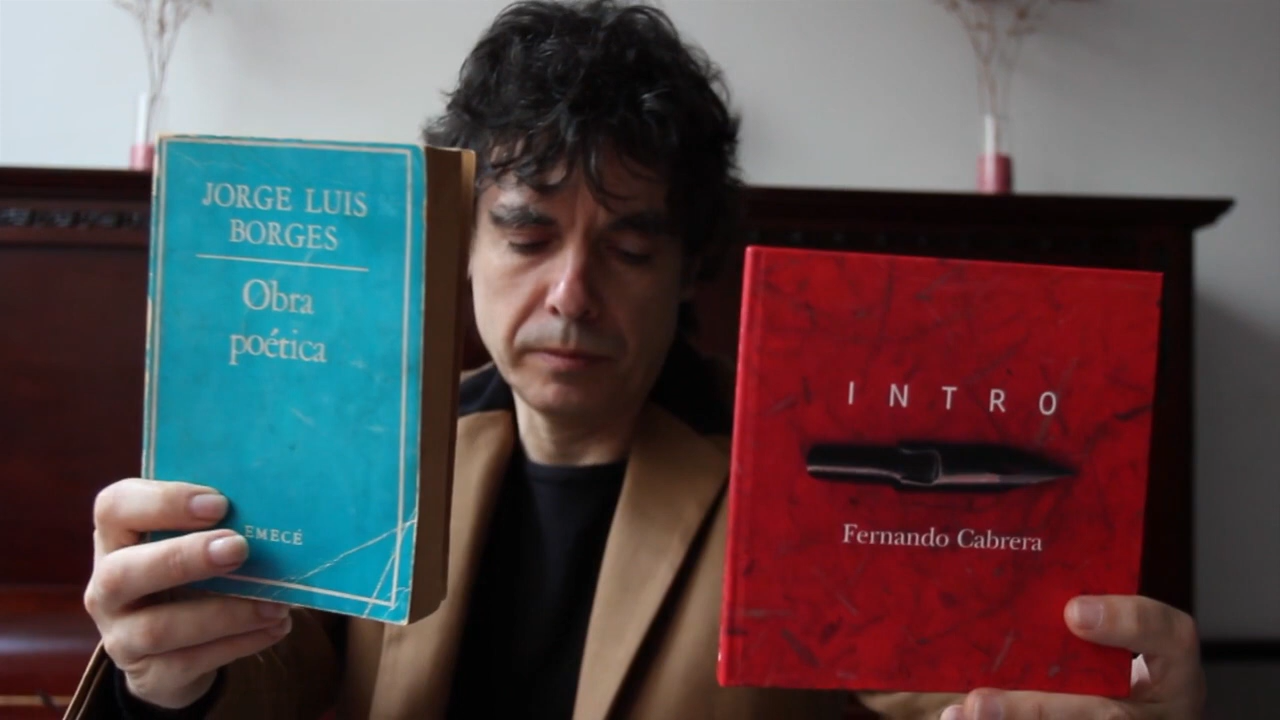 JORGE LUIS
BORGES
Obra
poética
EMECÉ
INTRO
Fernando Cabrera